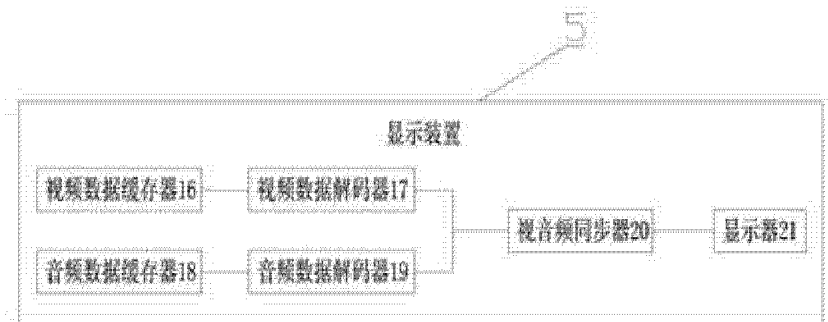 5
显示装置
视频数据缓存器16
视频数据解码器17
视音频同步器20
显示器21
音频数据缓存器18
音频数据解码器19